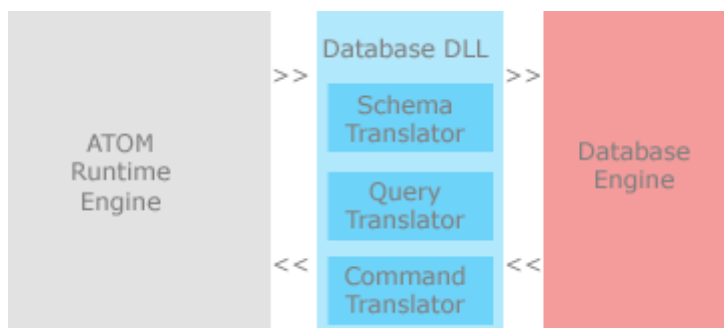 ATOM
Runtime
Engine
>>
<<
Database DLL
Schema
Translator
Query
Translator
Command
Translator
>>
<<
Database
Engine